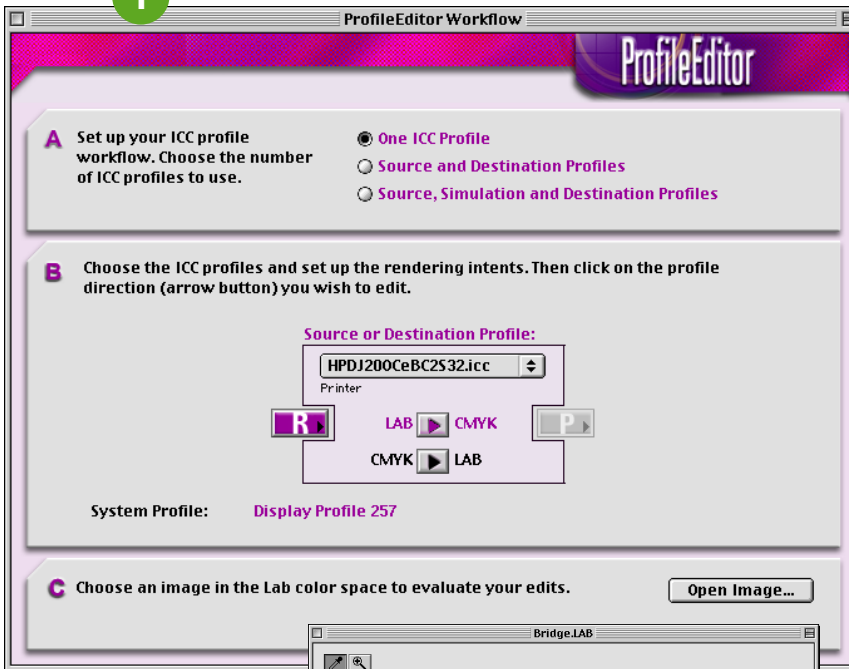 1
ProfileEditor Workflow
ProfileEditor
A
Set up your ICC profile
workflow. Choose the number
of ICC profiles to use.
One ICC Profile
Source and Destination Profiles
Source, Simulation and Destination Profiles
B
Choose the ICC profiles and set up the rendering intents. Then click on the profile
direction (arrow button) you wish to edit.
Source or Destination Profile:
HPDJ200CeBC2S32.icc
Printer
R
LAB CMYK
P
CMYK LAB
System Profile: Display Profile 257
C
Choose an image in the Lab color space to evaluate your edits.
Open Image...
Bridge.LAB